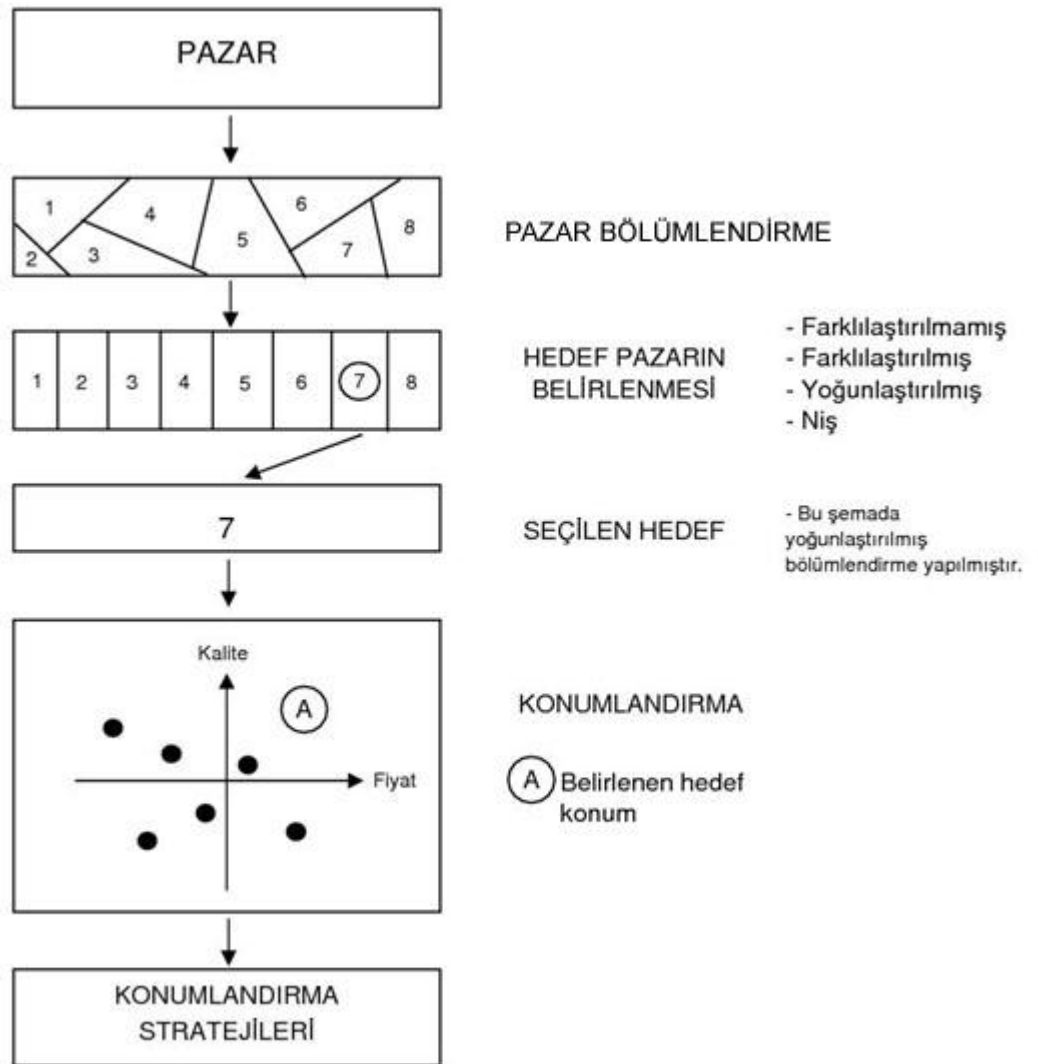 PAZAR
1
2
3
4
5
6
7
8
PAZAR BÖLÜMLENDİRME
1 2 3 4 5 6 7 8
HEDEF PAZARIN
BELİRLENMESİ
- Farklılaştırılmamış
- Farklılaştırılmış
- Yoğunlaştırılmış
- Niş
7
SEÇİLEN HEDEF
- Bu şemada
yoğunlaştırılmış
bölümlendirme yapılmıştır.
Kalite
A
Fiyat
KONUMLANDIRMA
A Belirlenen hedef
konum
KONUMLANDIRMA
STRATEJİLERİ